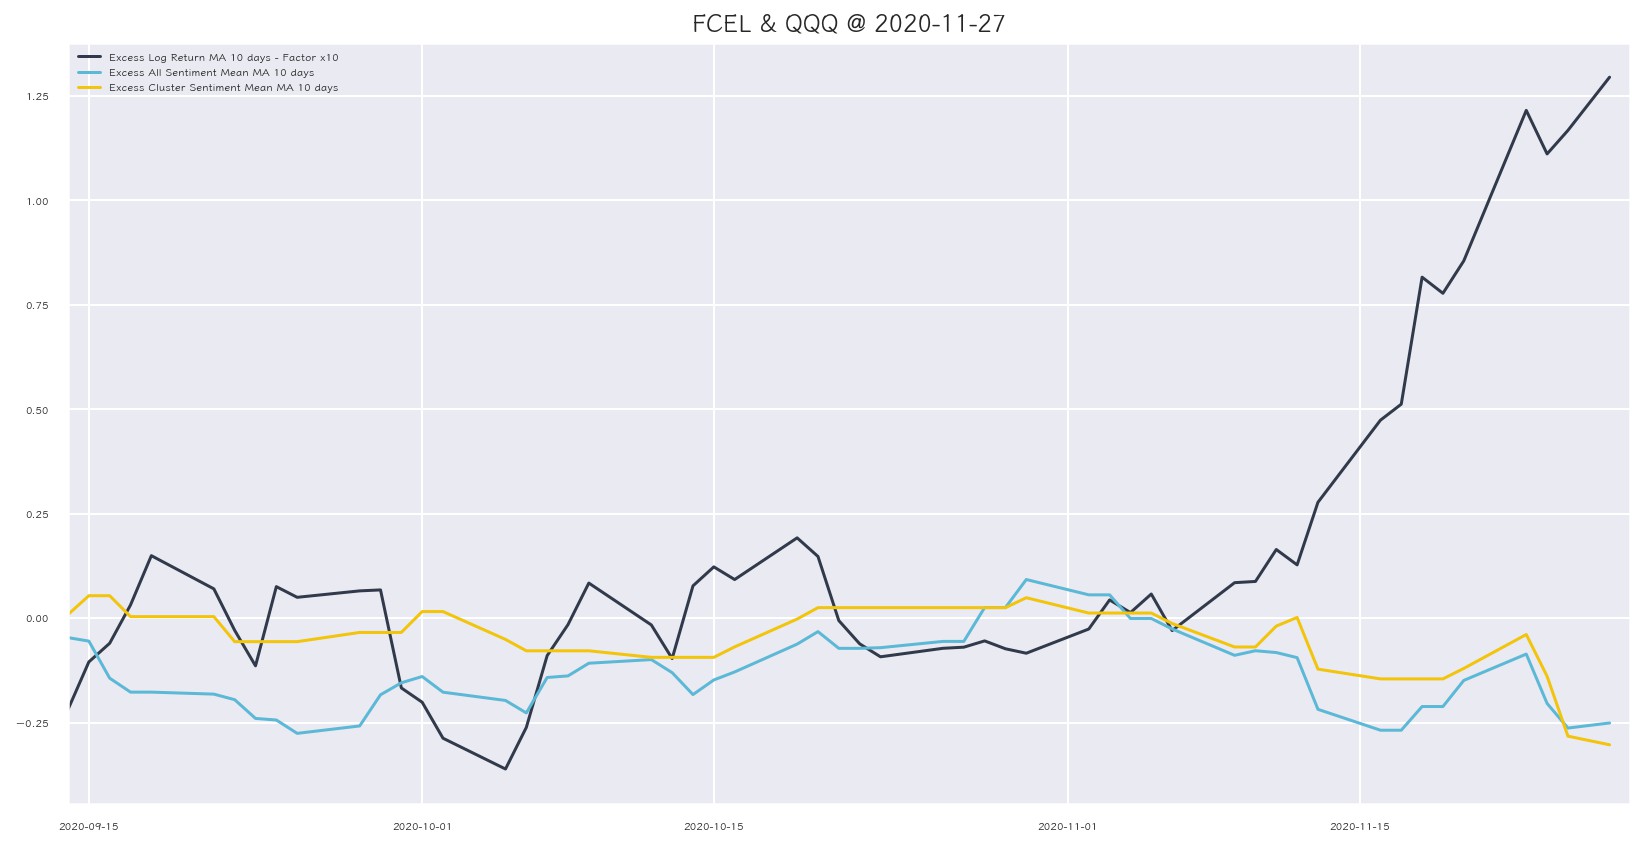 FCEL & QQQ @ 2020-11-27
Excess Log Return MA 10 days - Factor x10
Excess All Sentiment Mean MA 10 days
Excess Cluster Sentiment Mean MA 10 days
1.25
1.00
0.75
0.50
0.25
0.00
−0.25
2020-09-15 2020-10-01 2020-10-15 2020-11-01 2020-11-15